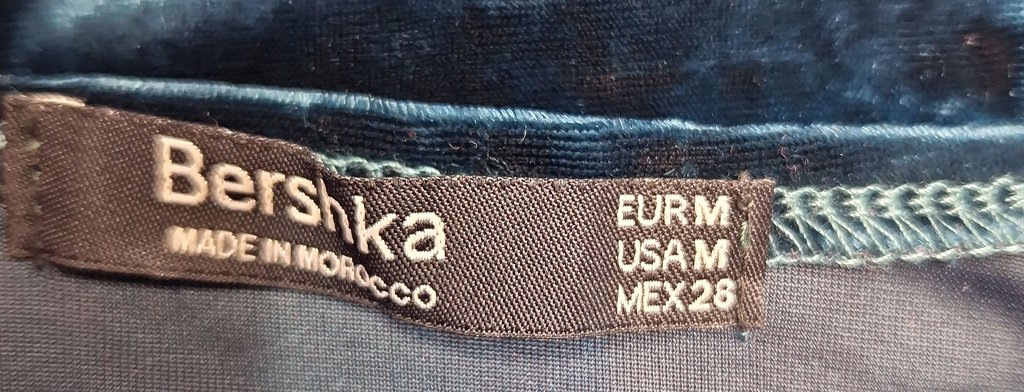 Bershka
MADE IN MOROCCO
EUR M
USA M
MEX 28